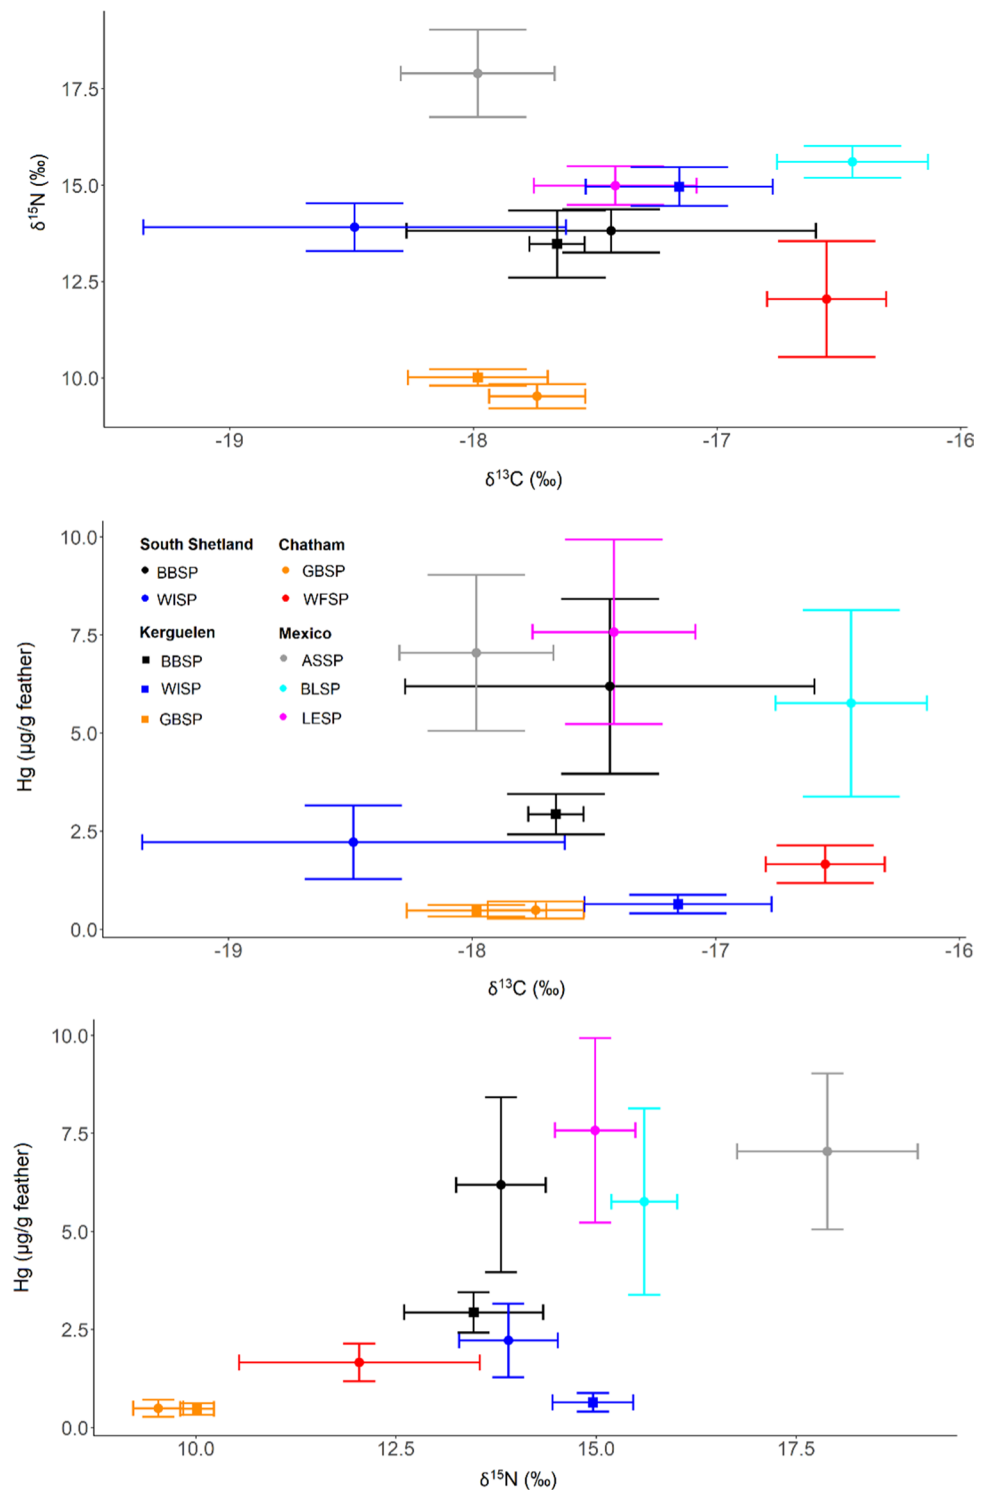 17.5
15.0
12.5
10.0
δ¹⁵N (‰)
-19 -18 -17 -16
δ¹³C (‰)
10.0
7.5
5.0
2.5
0.0
Hg (µg/g feather)
South Shetland
BBSP
WISP
Kerguelen
BBSP
WISP
GBSP
Chatham
GBSP
WFSP
Mexico
ASSP
BLSP
LESP
-19 -18 -17 -16
δ¹³C (‰)
10.0
7.5
5.0
2.5
0.0
Hg (µg/g feather)
10.0 12.5 15.0 17.5
δ¹⁵N (‰)